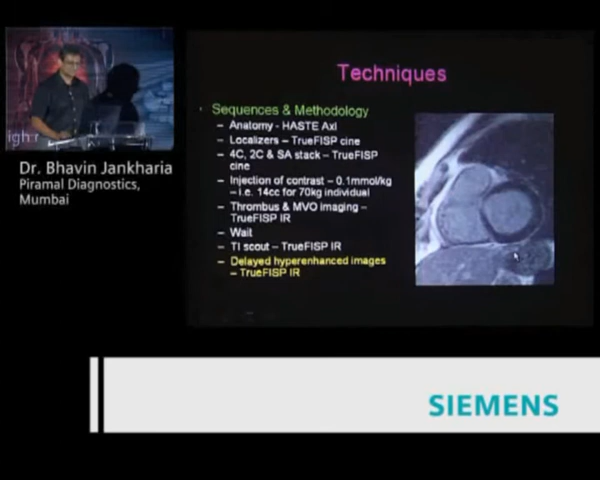 Techniques
Sequences & Methodology
– Anatomy - HASTE Axl
– Localizers – TrueFISP cine
– 4C, 2C & SA stack – TrueFISP
cine
– Injection of contrast – 0.1mmol/kg
– i.e. 14cc for 70kg individual
– Thrombus & MVO imaging –
TrueFISP IR
– Wait
– TI scout – TrueFISP IR
– Delayed hyperenhanced images
– TrueFISP IR
igh r
Dr. Bhavin Jankharia
Piramal Diagnostics,
Mumbai
SIEMENS